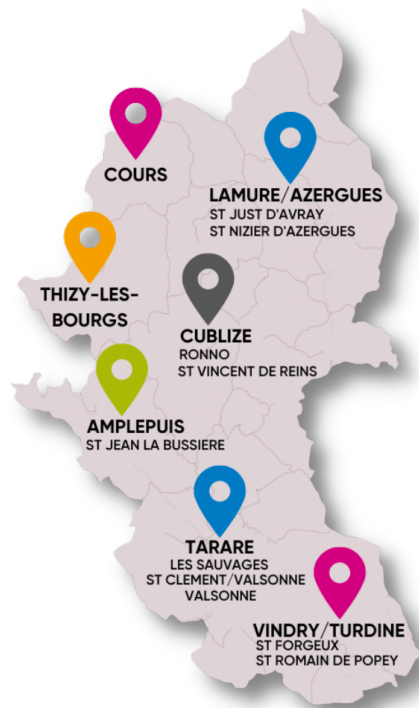 COURS
LAMURE/AZERGUES
ST JUST D'AVRAY
ST NIZIER D'AZERGUES
THIZY-LES-
BOURGS
CUBLIZE
RONNO
ST VINCENT DE REINS
AMPLEPUIS
ST JEAN LA BUSSIERE
TARARE
LES SAUVAGES
ST CLEMENT/VALSONNE
VALSONNE
VINDRY/TURDINE
ST FORGEUX
ST ROMAIN DE POPEY